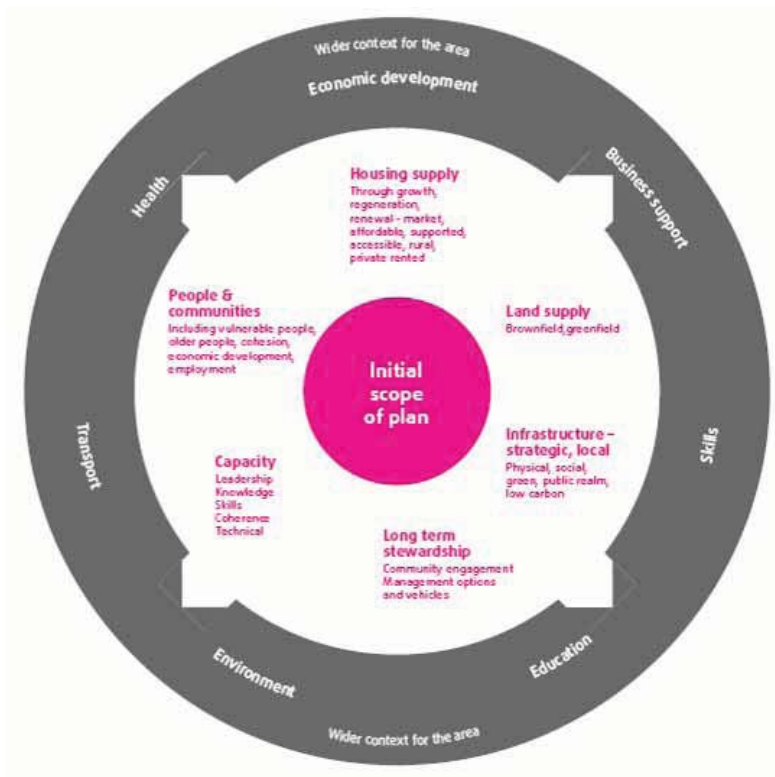 Wider context for the area
Economic development
Health
Business support
Housing supply
Through growth,
regeneration,
renewal - market,
affordable, supported,
accessible, rural,
private rented
People &
communities
Including vulnerable people,
older people, cohesion,
economic development,
employment
Land supply
Brownfield,greenfield
Initial
scope
of plan
Transport
Skills
Infrastructure –
strategic, local
Physical, social,
green, public realm,
low carbon
Capacity
Leadership
Knowledge
Skills
Coherence
Technical
Long term
stewardship
Community engagement
Management options
and vehicles
Environment
Education
Wider context for the area